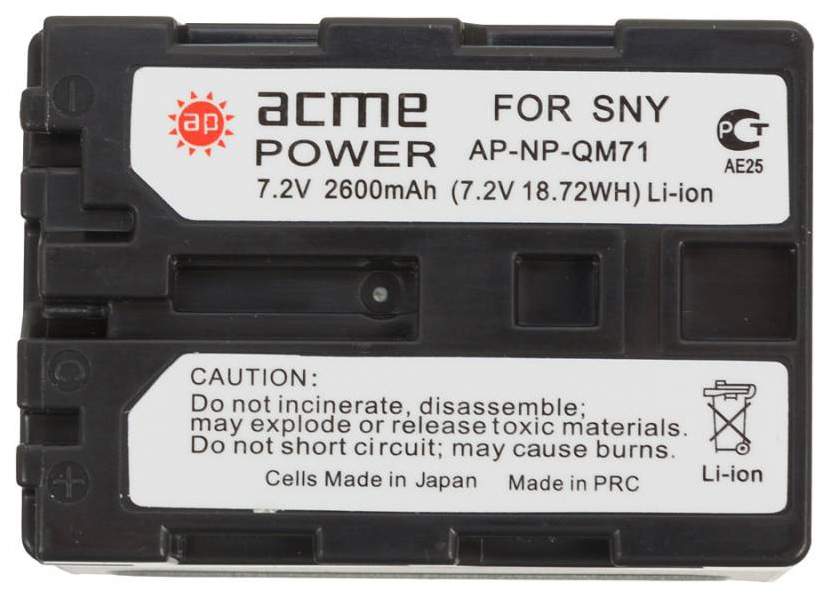 ap acme FOR SNY
POWER AP-NP-QM71
7.2V 2600mAh (7.2V 18.72WH) Li-ion
PCT
AE25
CAUTION:
Do not incinerate, disassemble;
may explode or release toxic materials.
Do not short circuit; may cause burns.
Cells Made in Japan Made in PRC
Li-ion
- 
C
+